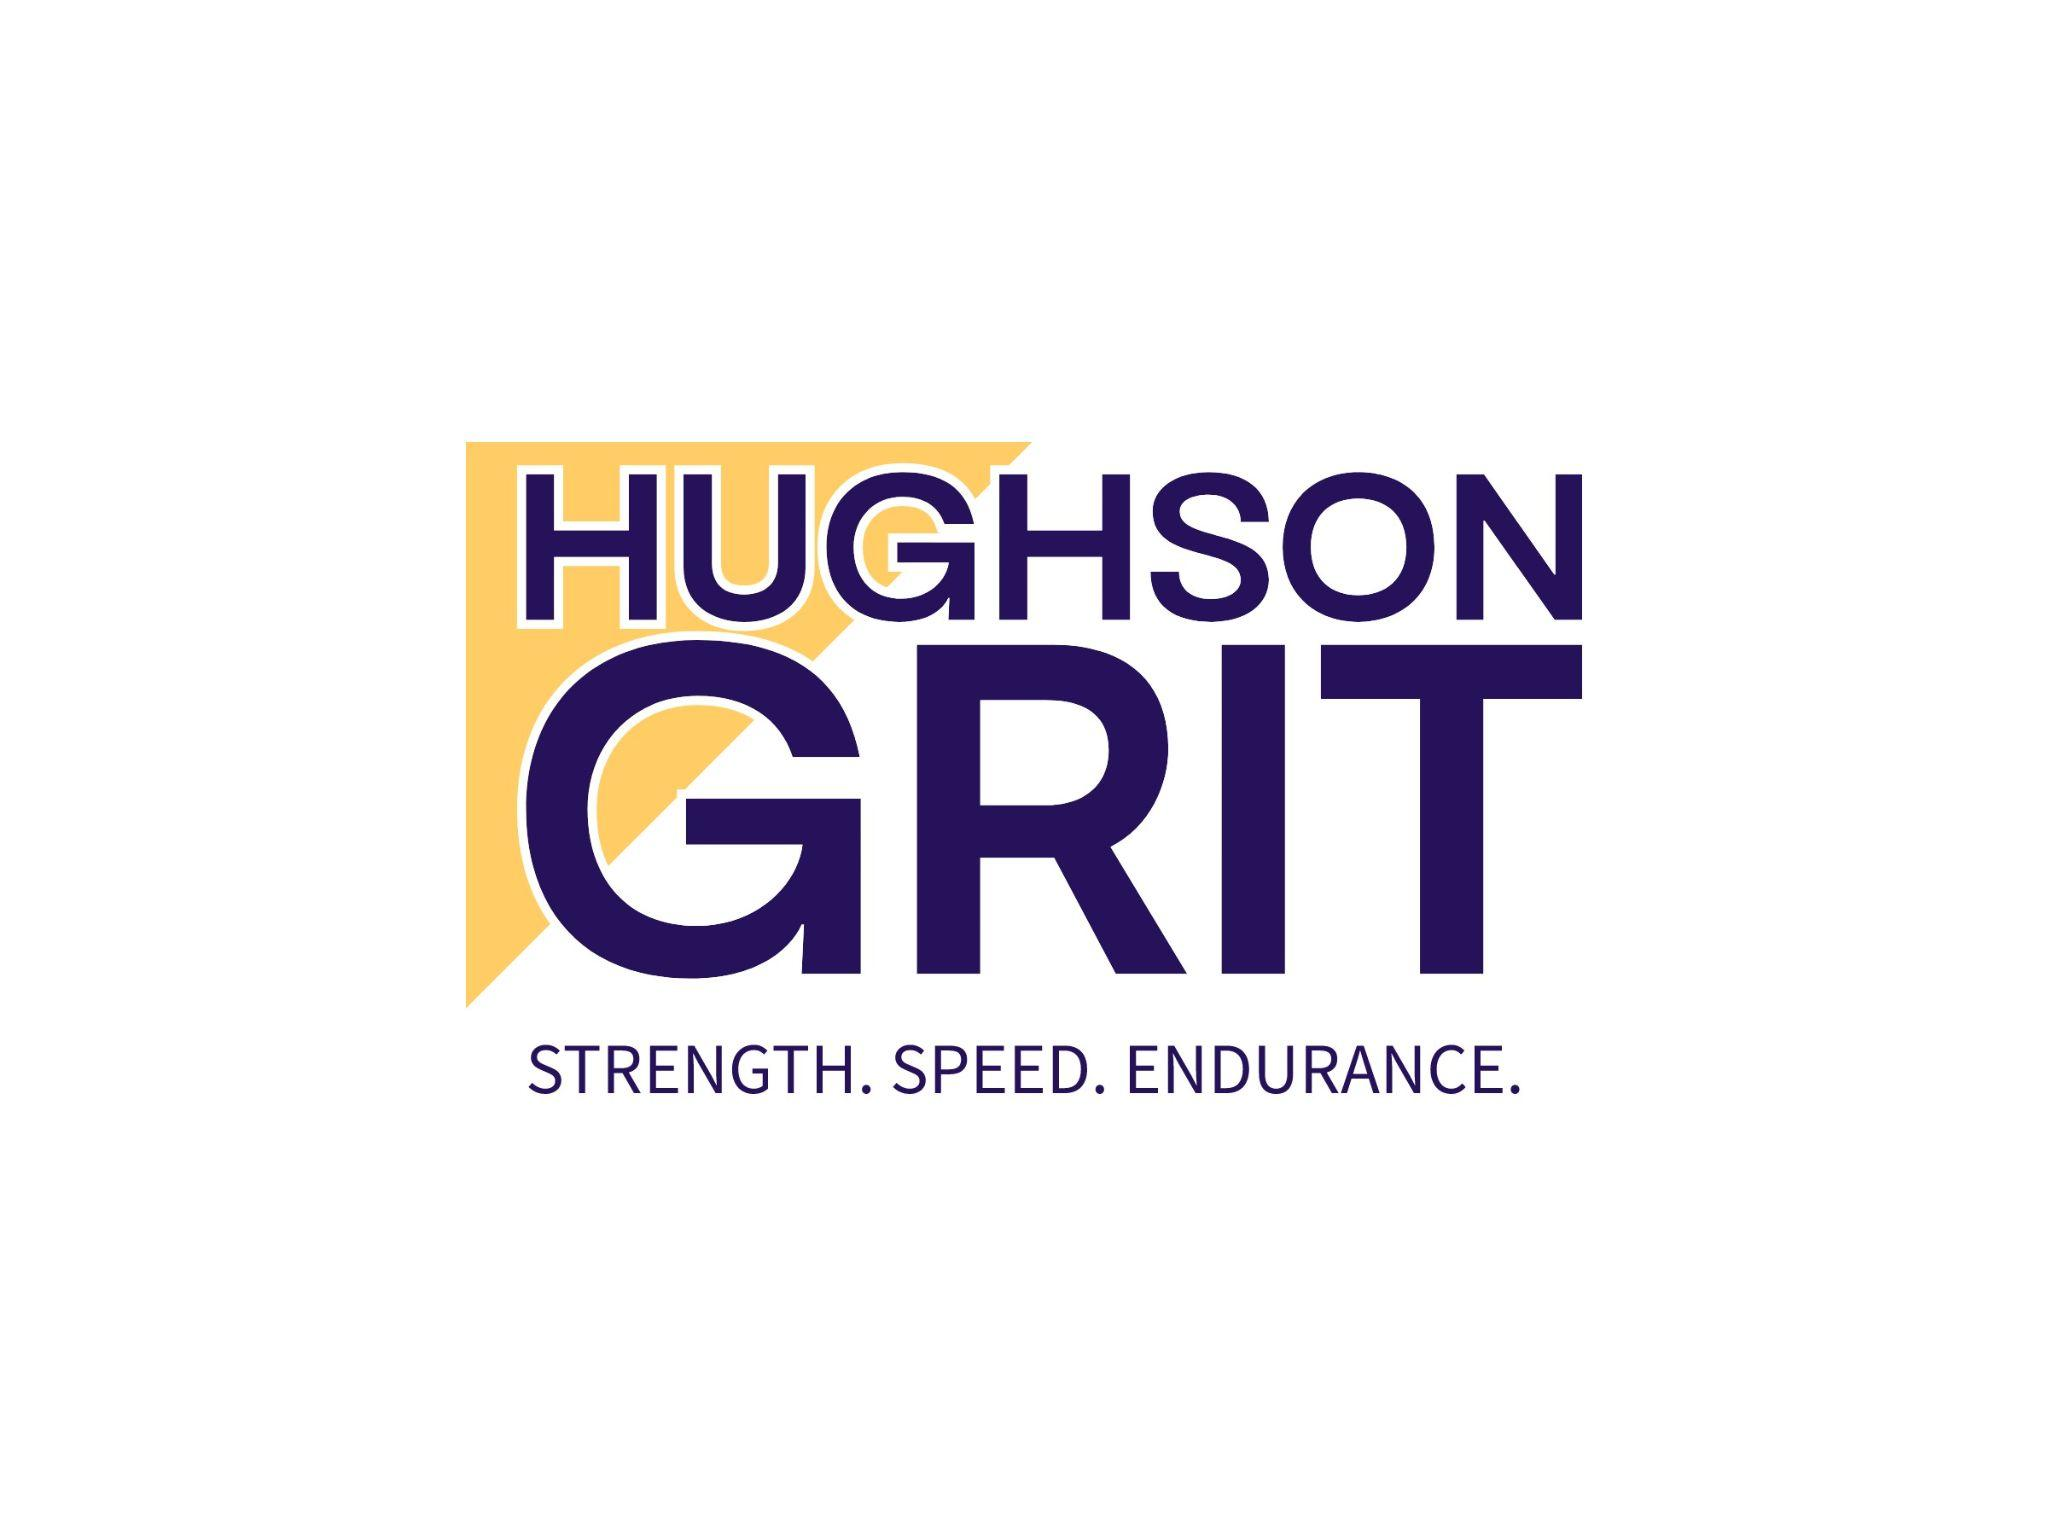 HUGHSON
GRIT
STRENGTH. SPEED. ENDURANCE.